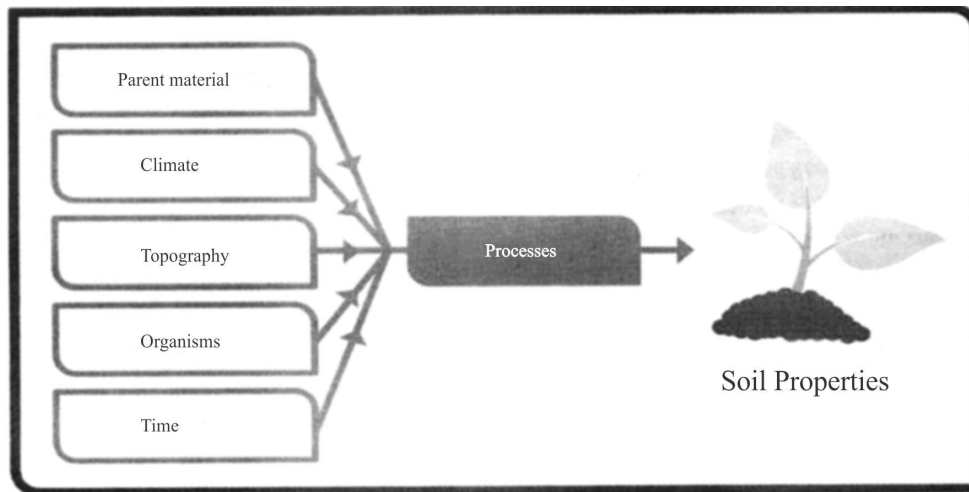 Parent material
Climate
Topography
Organisms
Time
Processes
Soil Properties